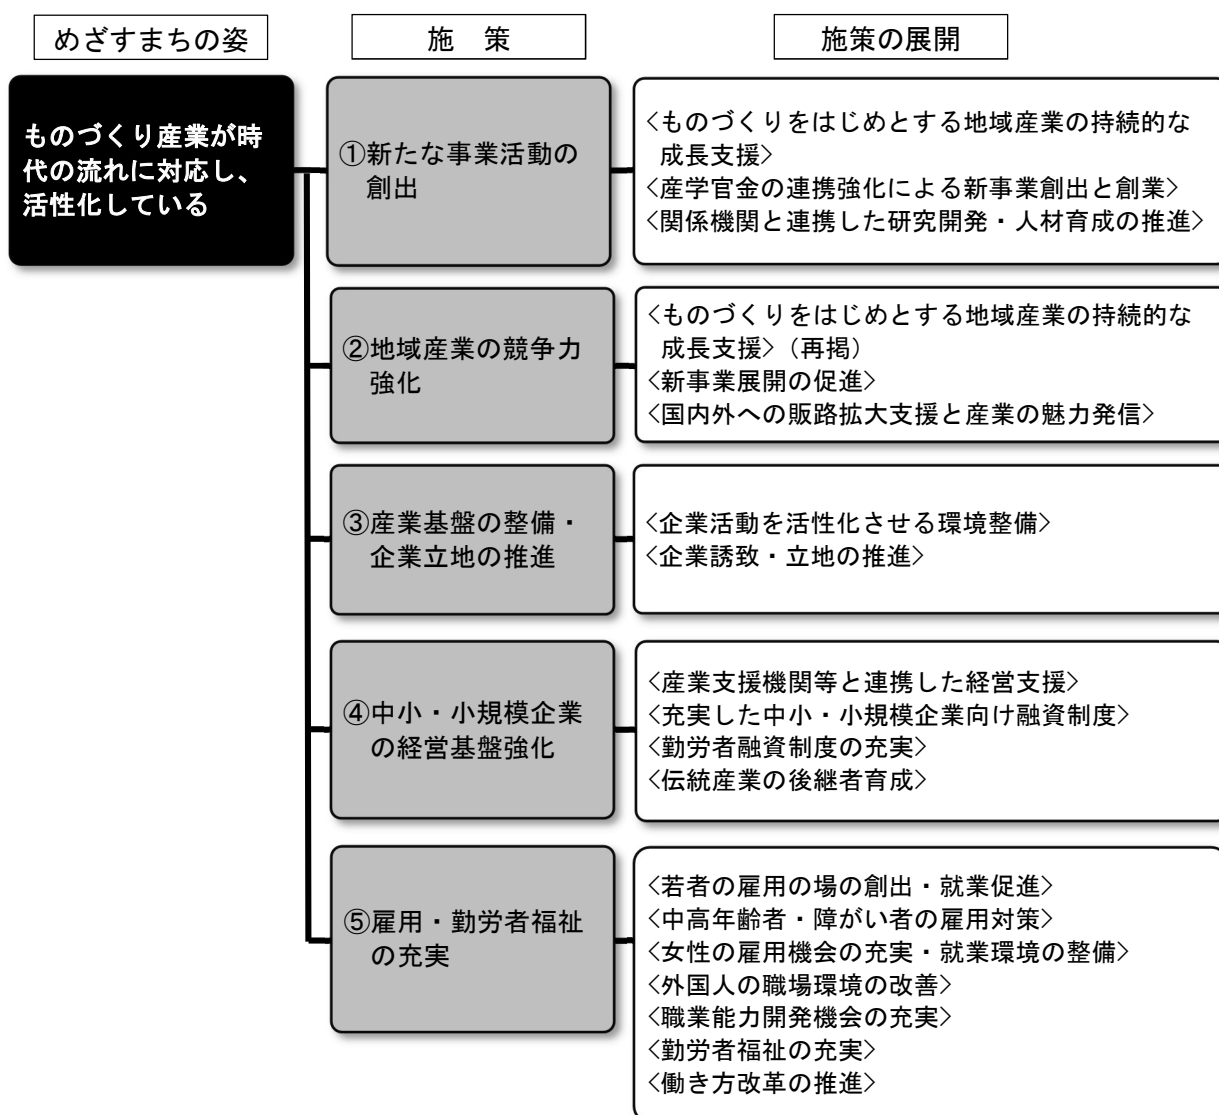 めざすまちの姿
施　策
施策の展開
ものづくり産業が時
代の流れに対応し、
活性化している
①新たな事業活動の
創出
〈ものづくりをはじめとする地域産業の持続的な
成長支援〉
〈産学官金の連携強化による新事業創出と創業〉
〈関係機関と連携した研究開発・人材育成の推進〉
②地域産業の競争力
強化
〈ものづくりをはじめとする地域産業の持続的な
成長支援〉（再掲）
〈新事業展開の促進〉
〈国内外への販路拡大支援と産業の魅力発信〉
③産業基盤の整備・
企業立地の推進
〈企業活動を活性化させる環境整備〉
〈企業誘致・立地の推進〉
④中小・小規模企業
の経営基盤強化
〈産業支援機関等と連携した経営支援〉
〈充実した中小・小規模企業向け融資制度〉
〈勤労者融資制度の充実〉
〈伝統産業の後継者育成〉
⑤雇用・勤労者福祉
の充実
〈若者の雇用の場の創出・就業促進〉
〈中高年齢者・障がい者の雇用対策〉
〈女性の雇用機会の充実・就業環境の整備〉
〈外国人の職場環境の改善〉
〈職業能力開発機会の充実〉
〈勤労者福祉の充実〉
〈働き方改革の推進〉